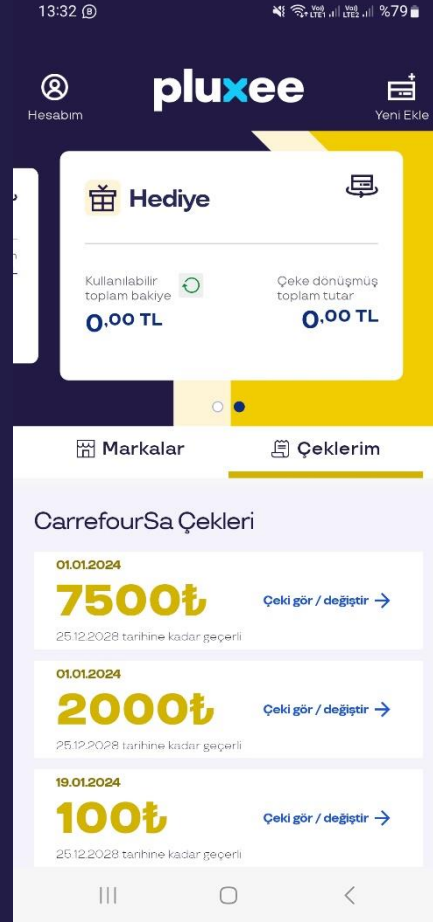 13:32
%79
Hesabım
pluxee
Yeni Ekle
Hediye
Kullanılabilir
toplam bakiye
0,00 TL
Çeke dönüşmüş
toplam tutar
0,00 TL
Markalar
Çeklerim
CarrefourSa Çekleri
01.01.2024
7500₺
Çeki gör / değiştir →
25.12.2028 tarihine kadar geçerli
01.01.2024
2000₺
Çeki gör / değiştir →
25.12.2028 tarihine kadar geçerli
19.01.2024
100₺
Çeki gör / değiştir →
25.12.2028 tarihine kadar geçerli